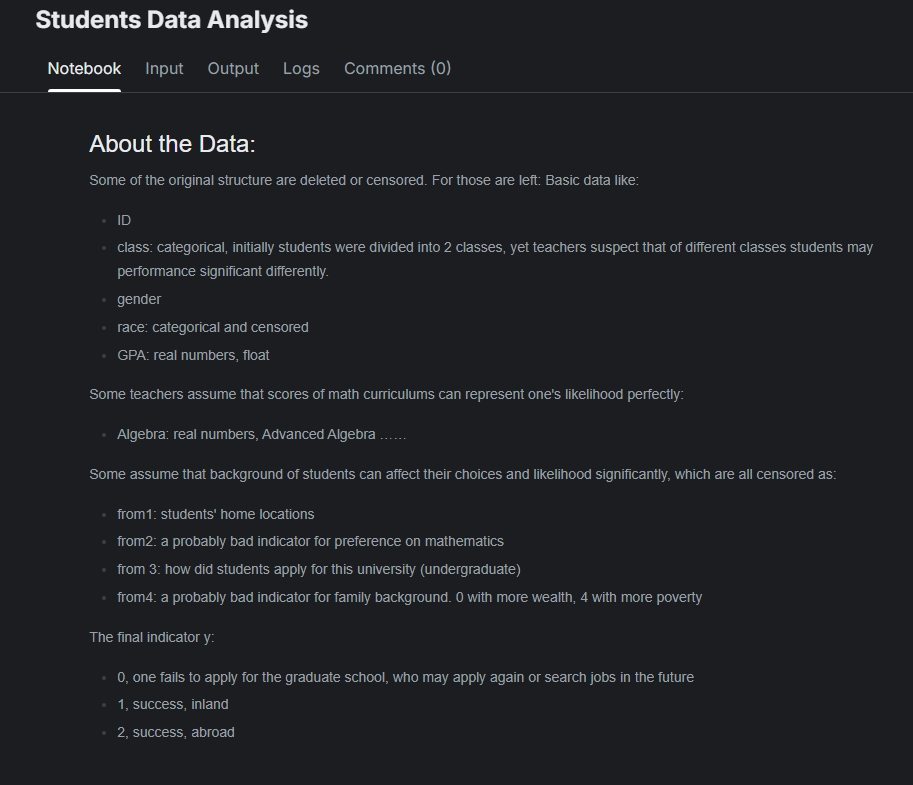 Students Data Analysis
Notebook Input Output Logs Comments (0)
About the Data:
Some of the original structure are deleted or censored. For those are left: Basic data like:
ID
class: categorical, initially students were divided into 2 classes, yet teachers suspect that of different classes students may
performance significant differently.
gender
race: categorical and censored
GPA: real numbers, float
Some teachers assume that scores of math curriculums can represent one's likelihood perfectly:
Algebra: real numbers, Advanced Algebra ……
Some assume that background of students can affect their choices and likelihood significantly, which are all censored as:
from1: students' home locations
from2: a probably bad indicator for preference on mathematics
from 3: how did students apply for this university (undergraduate)
from4: a probably bad indicator for family background. 0 with more wealth, 4 with more poverty
The final indicator y:
0, one fails to apply for the graduate school, who may apply again or search jobs in the future
1, success, inland
2, success, abroad